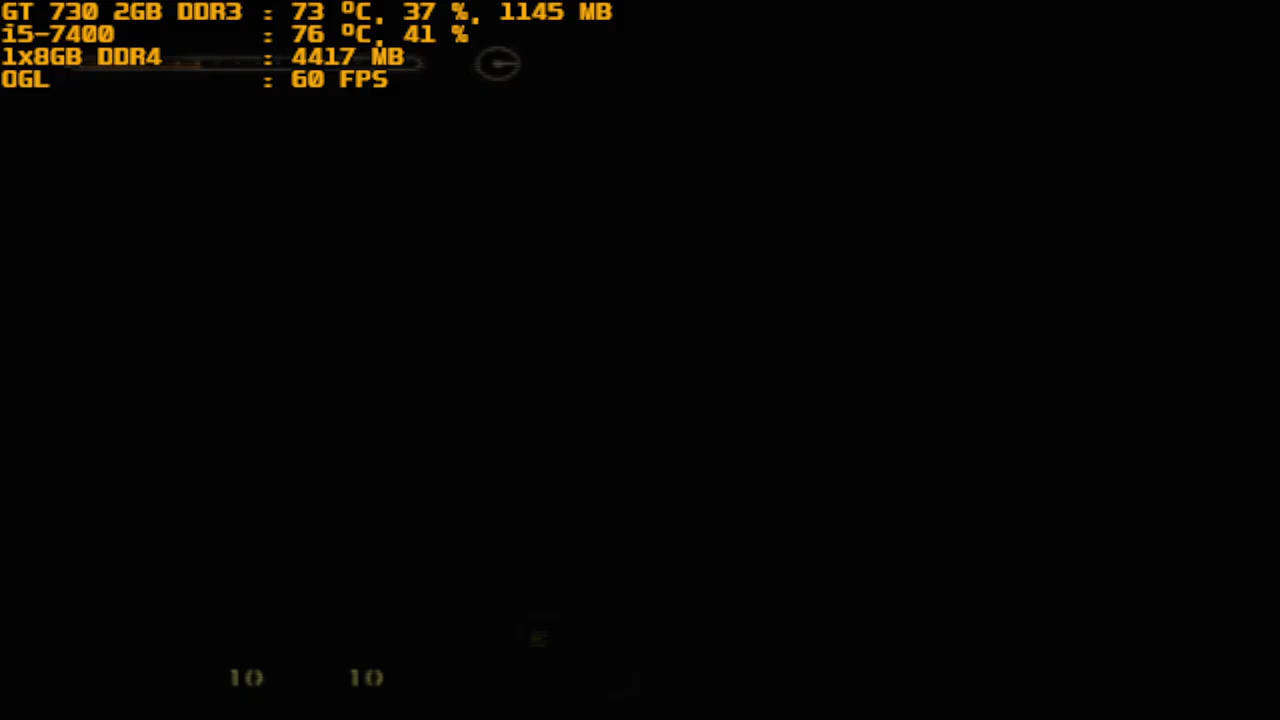 GT 730 2GB DDR3 : 73 ºC, 37 %, 1145 MB
i5-7400 : 76 ºC, 41 %
1x8GB DDR4 : 4417 MB
OGL : 60 FPS
10 10